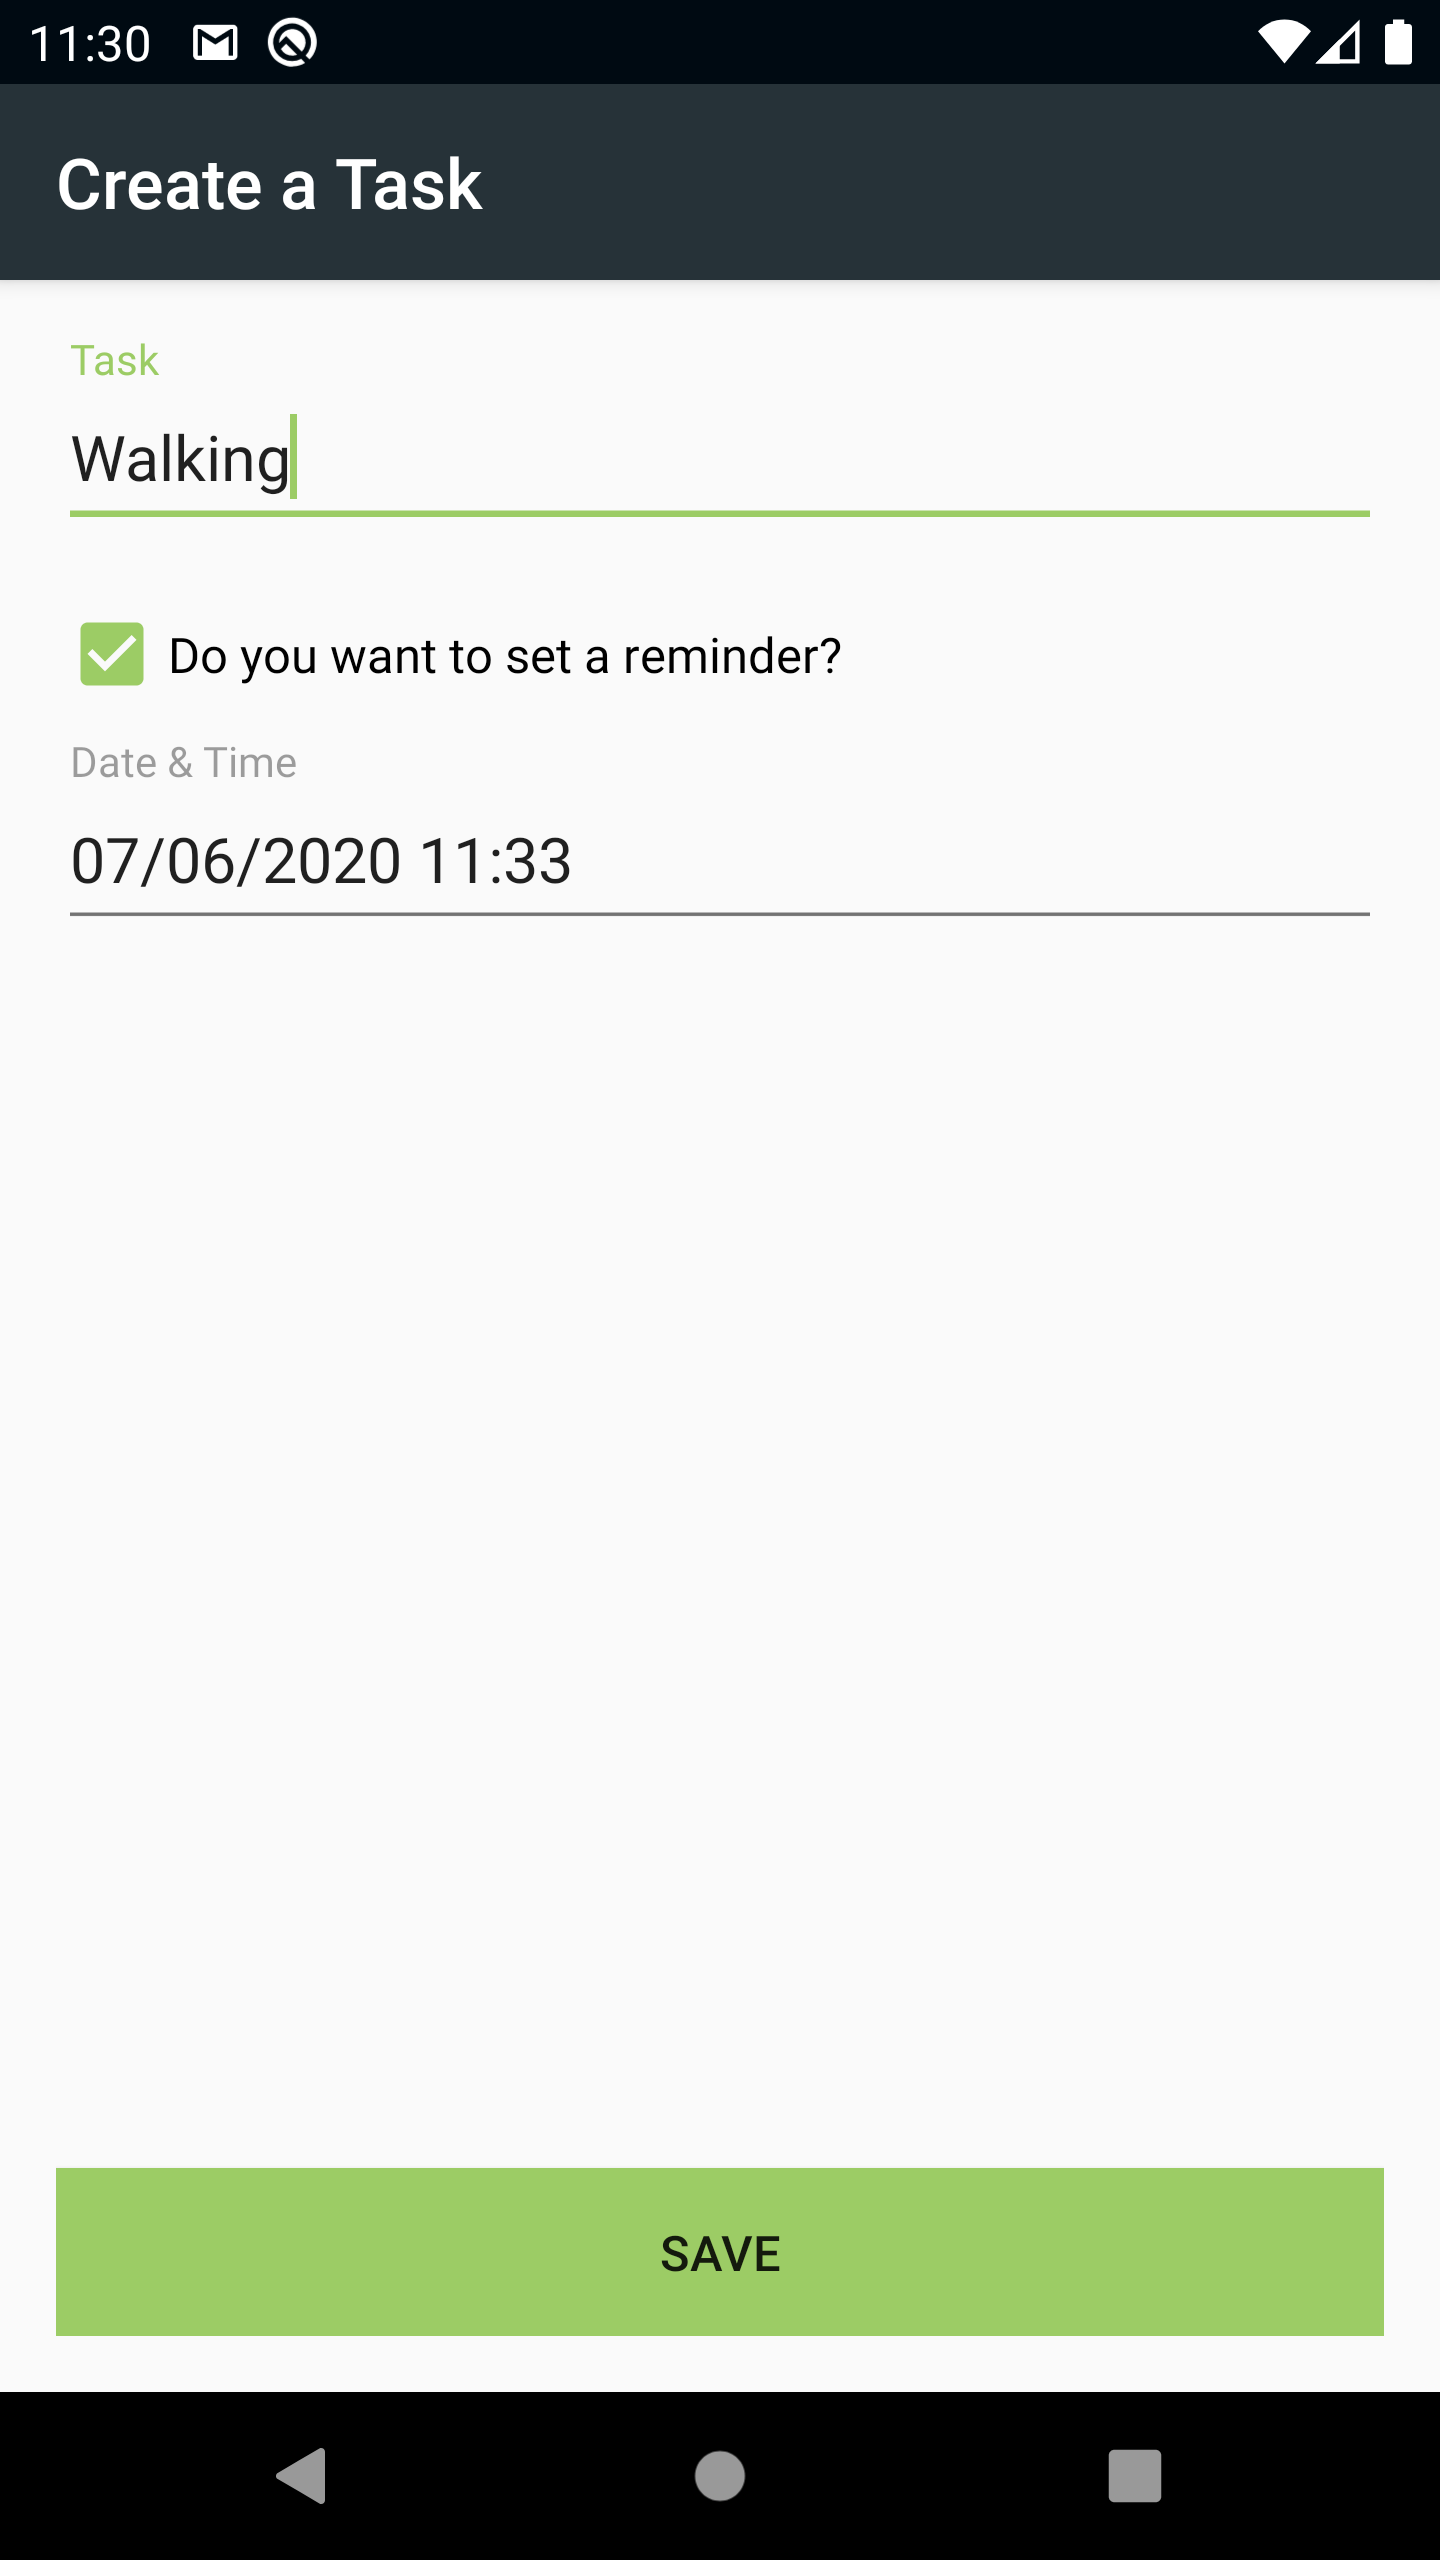 11:30
Create a Task
Task
Walking
Do you want to set a reminder?
Date & Time
07/06/2020 11:33
SAVE